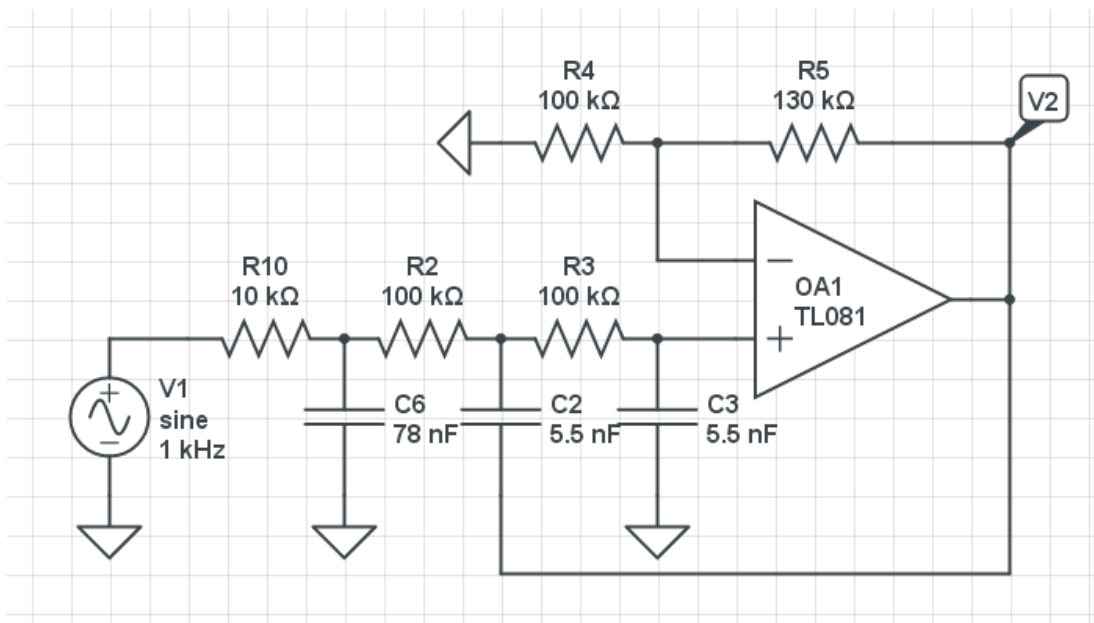 R4
100 kΩ
R5
130 kΩ
V2
R10
10 kΩ
R2
100 kΩ
R3
100 kΩ
OA1
TL081
V1
sine
1 kHz
C6
78 nF
C2
5.5 nF
C3
5.5 nF